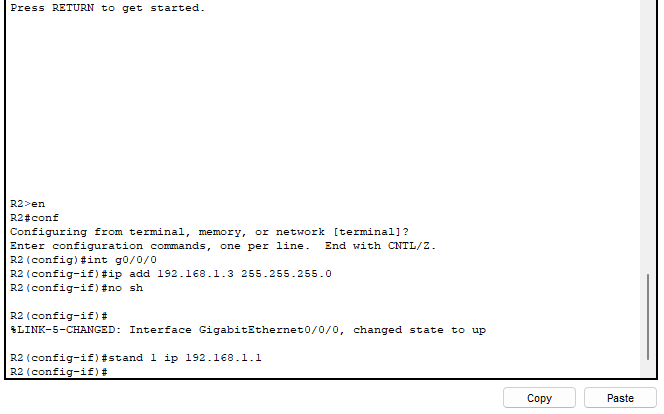 Press RETURN to get started.
R2>en
R2#conf
Configuring from terminal, memory, or network [terminal]?
Enter configuration commands, one per line.  End with CNTL/Z.
R2(config)#int g0/0/0
R2(config-if)#ip add 192.168.1.3 255.255.255.0
R2(config-if)#no sh
R2(config-if)#
%LINK-5-CHANGED: Interface GigabitEthernet0/0/0, changed state to up
R2(config-if)#stand 1 ip 192.168.1.1
R2(config-if)#
Copy Paste